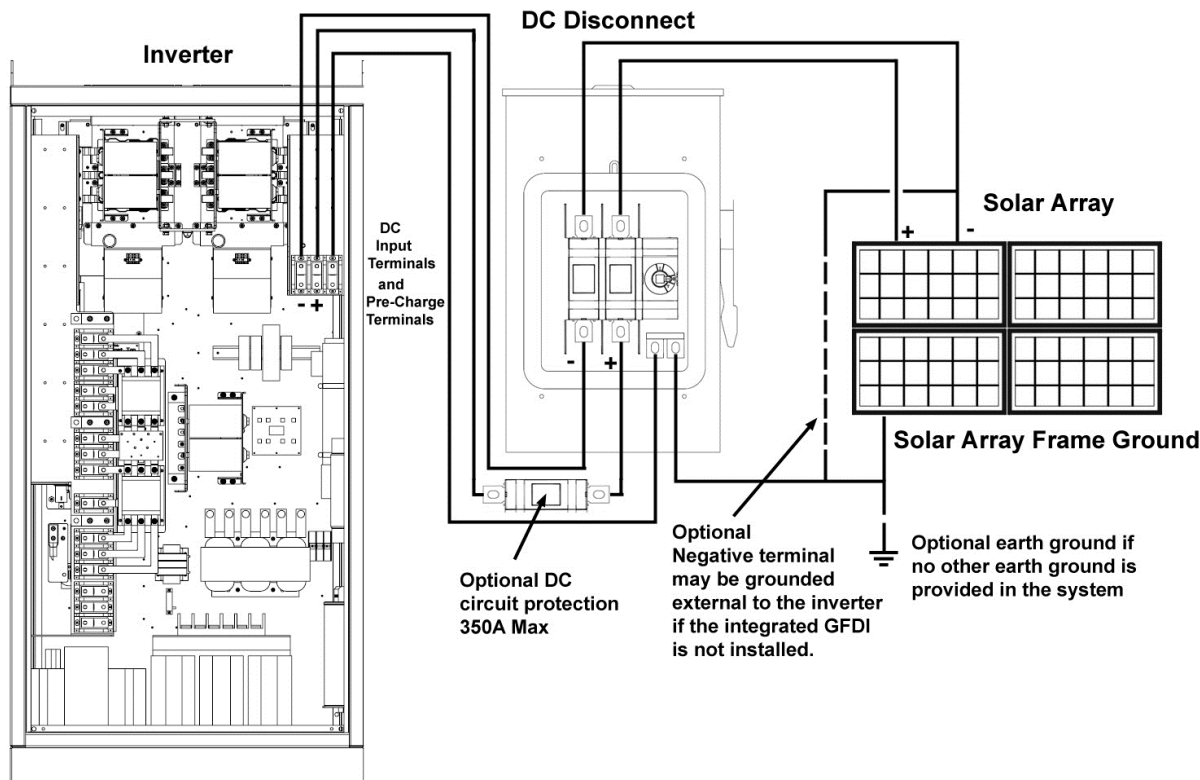 DC Disconnect
Inverter
DC
Input
Terminals
and
Pre-Charge
Terminals
- +
- +
Solar Array
+ -
Solar Array Frame Ground
Optional DC
circuit protection
350A Max
Optional
Negative terminal
may be grounded
external to the inverter
if the integrated GFDI
is not installed.
Optional earth ground if
no other earth ground is
provided in the system